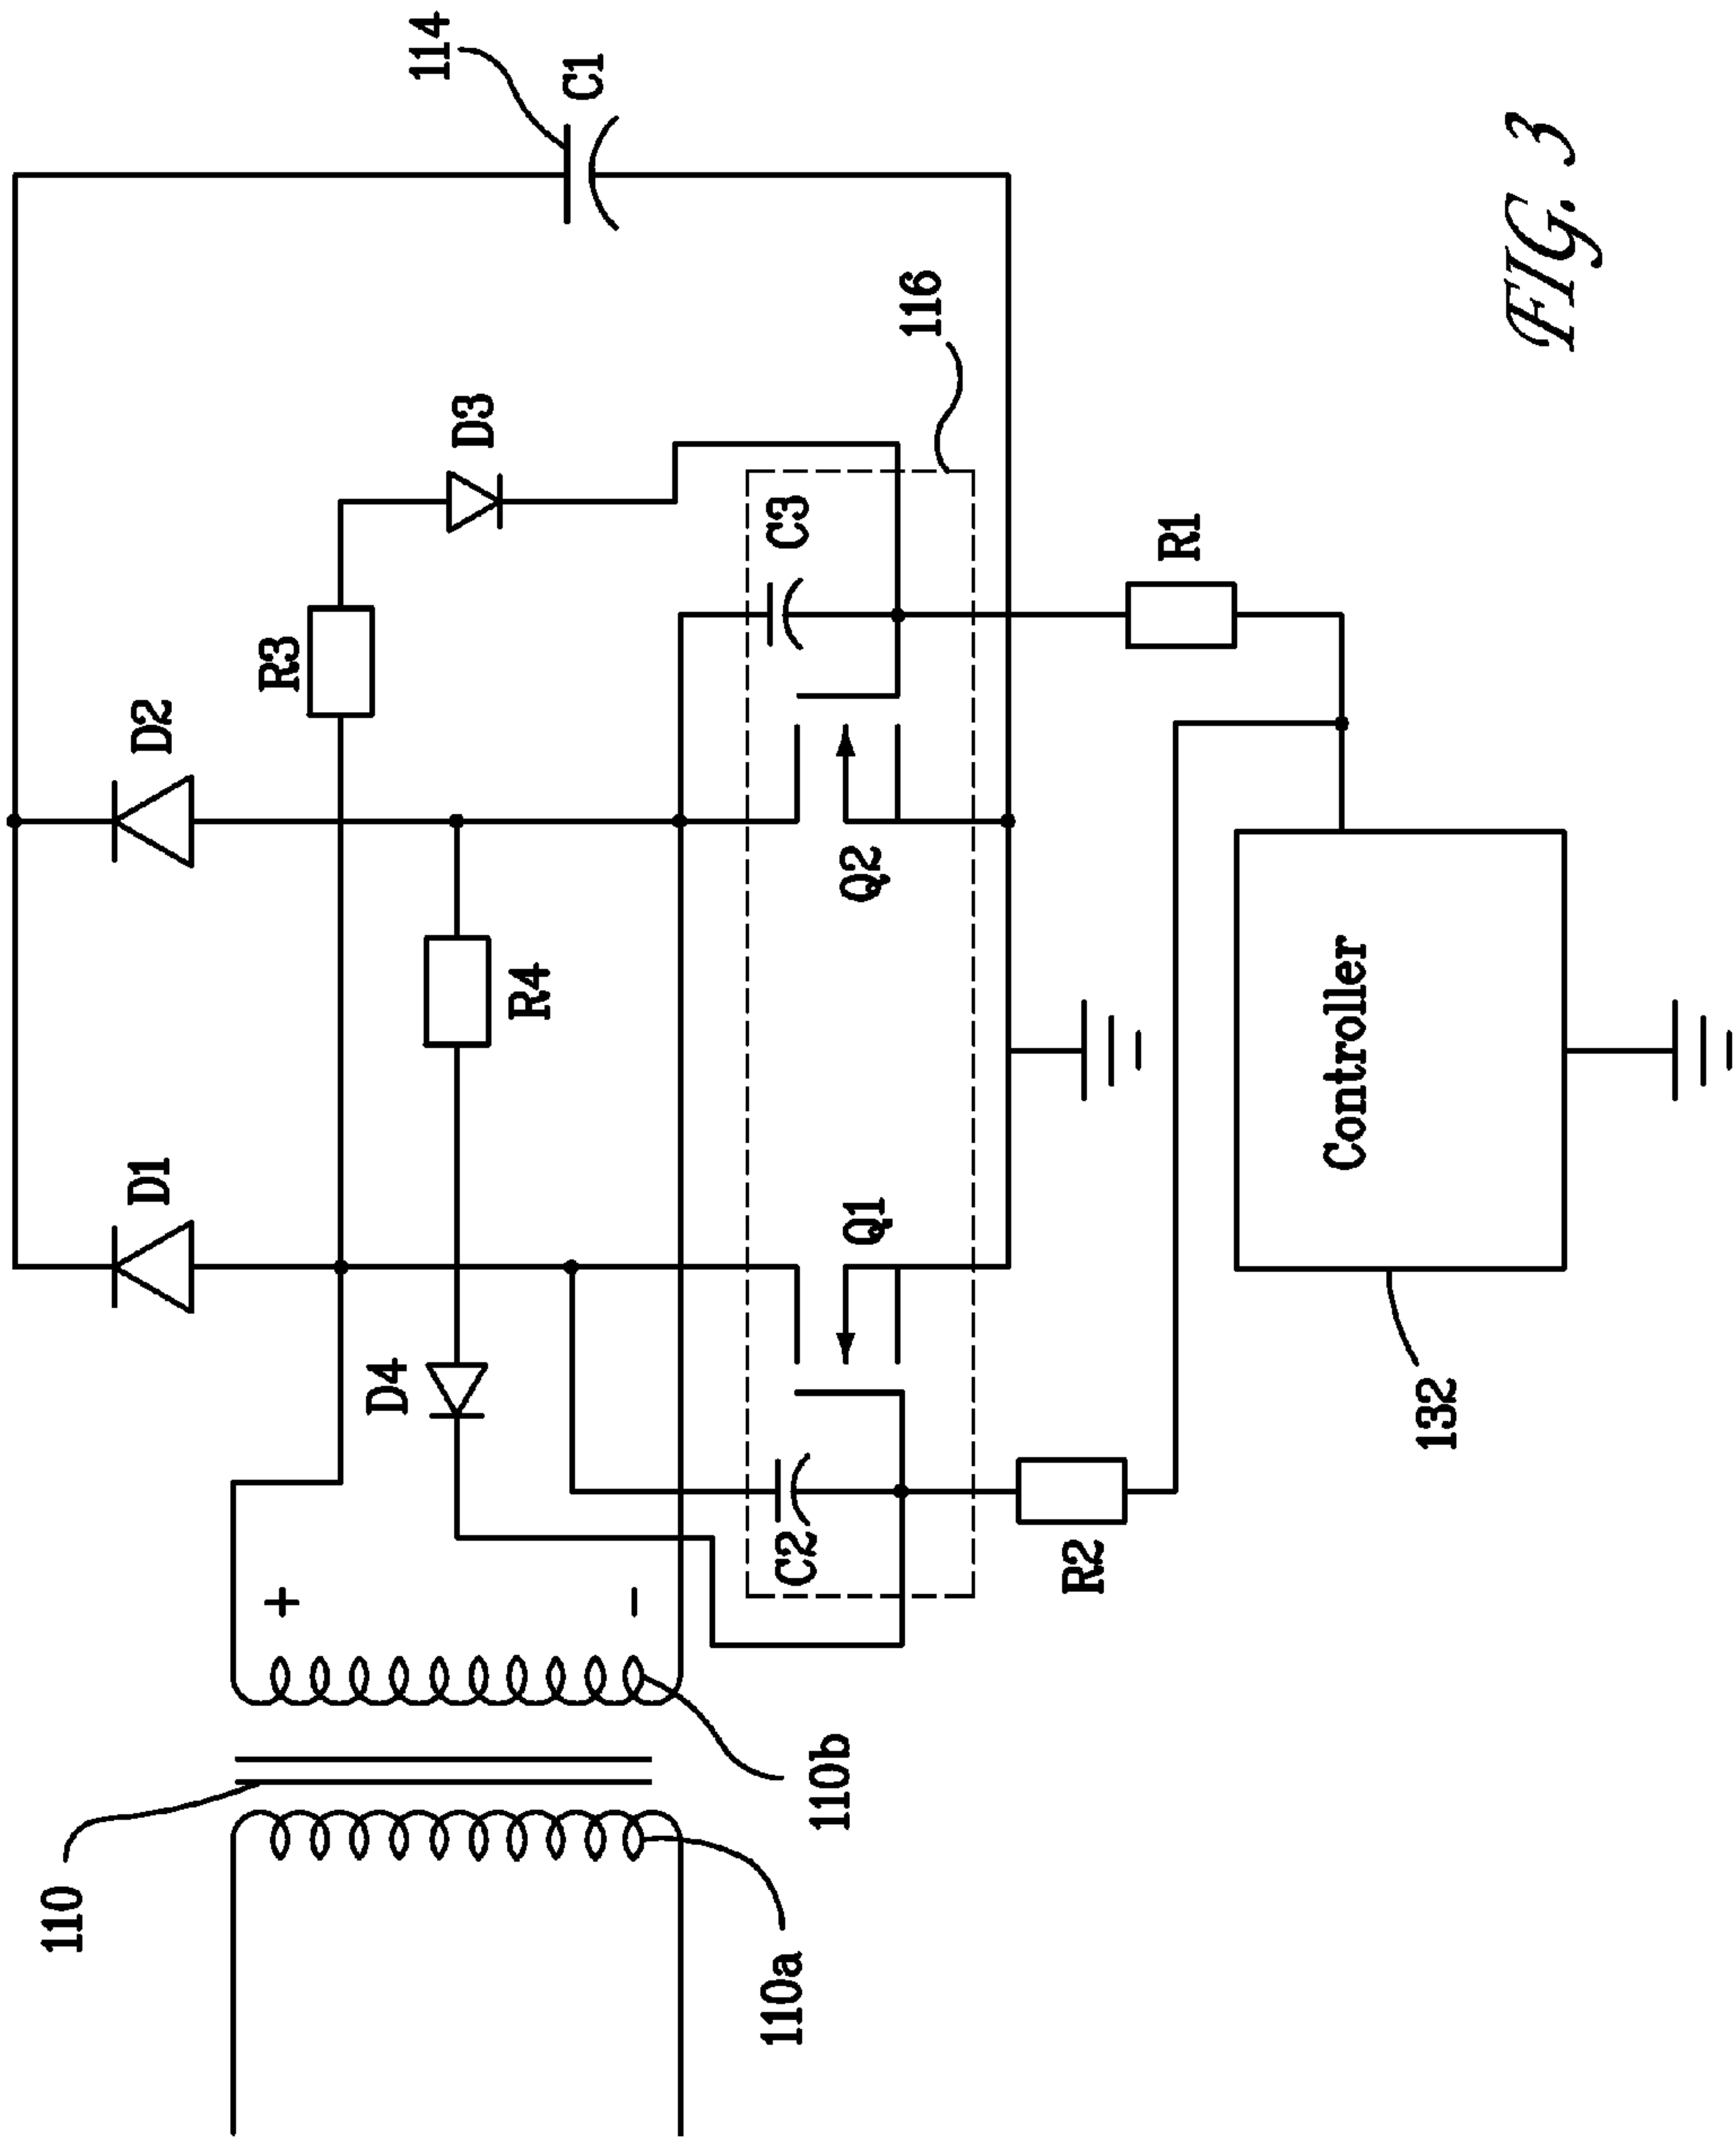 114
C1
D2
D1
R3
D3
R4
D4
116
C3
Q2
Q1
C2
+
-
R1
R2
110
110b
110a
Controller
132
FIG. 3